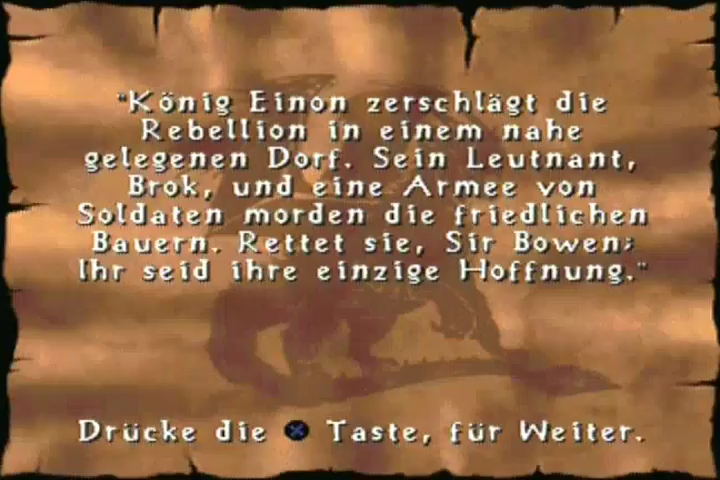 "König Einon zerschlägt die
Rebellion in einem nahe
gelegenen Dorf. Sein Leutnant,
Brok, und eine Armee von
Soldaten morden die friedlichen
Bauern. Rettet sie, Sir Bowen;
Ihr seid ihre einzige Hoffnung."
Drücke die ✕ Taste, für Weiter.